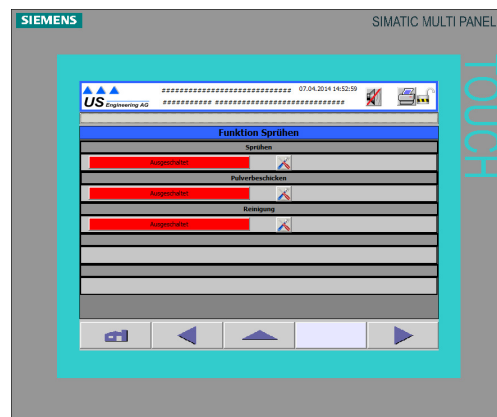 SIEMENS
SIMATIC MULTI PANEL
TOUCH
############################## 07.04.2014 14:52:59
US Engineering AG
########### ##############################
Funktion Sprühen
Sprühen
Ausgeschaltet
Pulverbeschicken
Ausgeschaltet
Reinigung
Ausgeschaltet